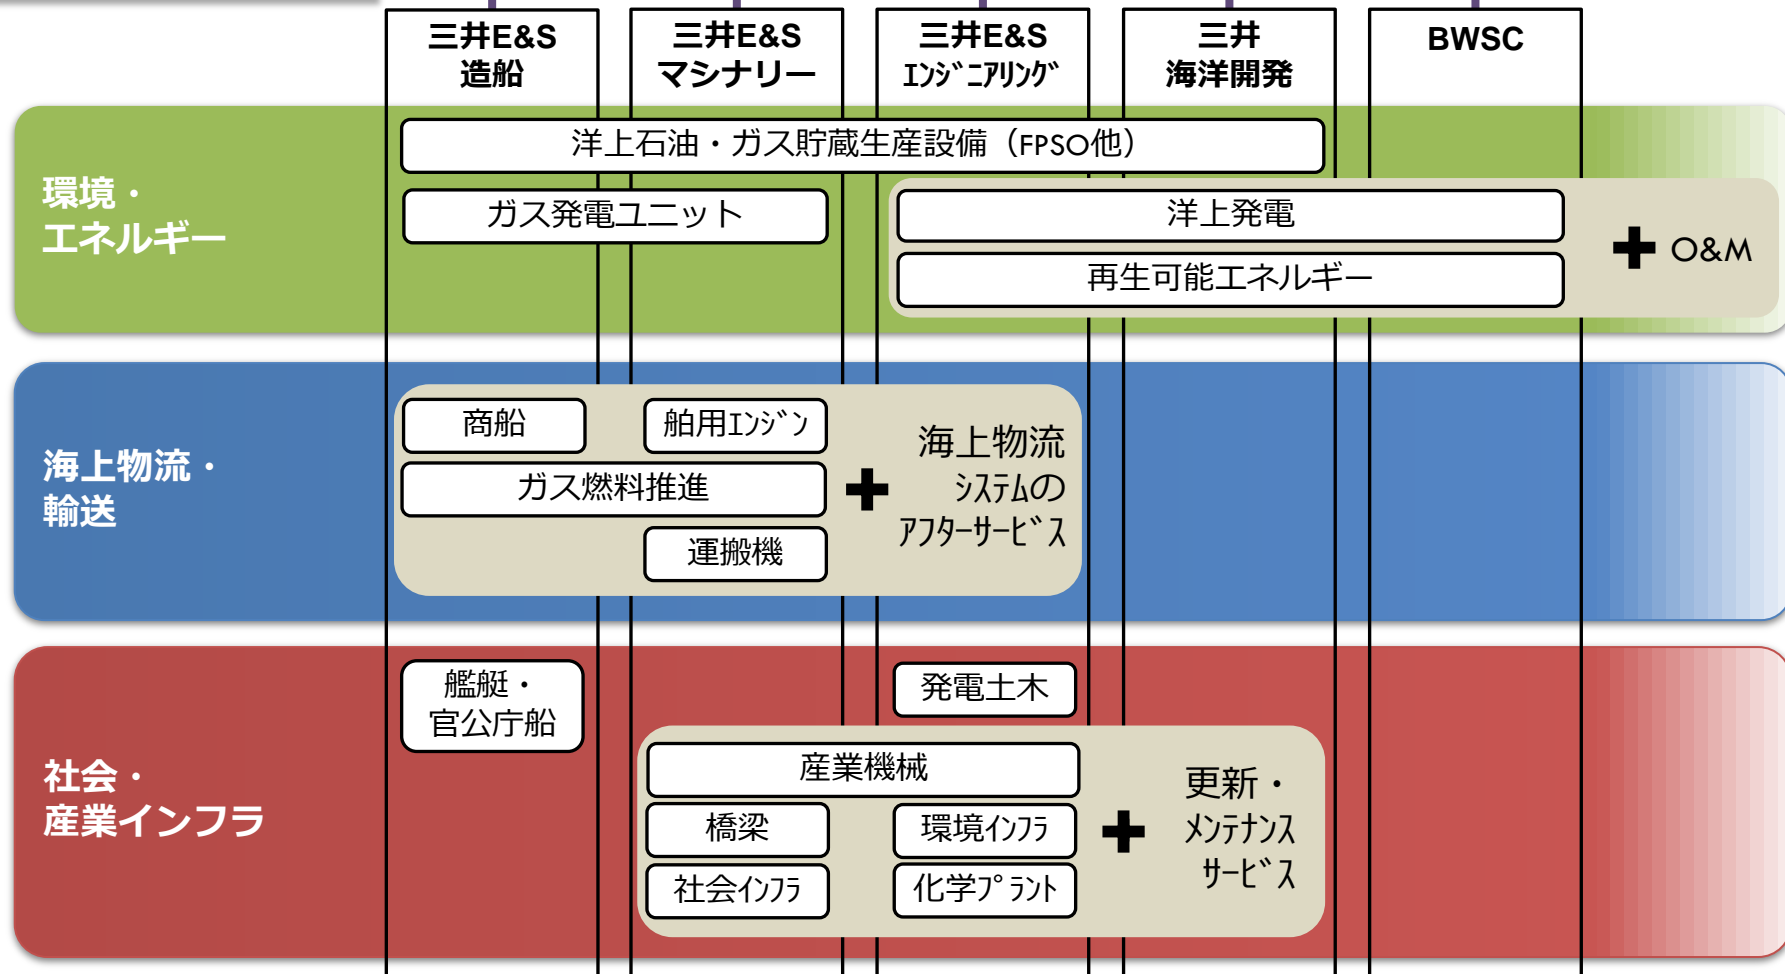 三井E&S
造船
三井E&S
マシナリー
三井E&S
ｴﾝｼﾞﾆｱﾘﾝｸﾞ
三井
海洋開発
BWSC
環境・
エネルギー
洋上石油・ガス貯蔵生産設備（FPSO他）
ガス発電ユニット
洋上発電
再生可能エネルギー
+ O&M
海上物流・
輸送
商船
舶用ｴﾝｼﾞﾝ
ガス燃料推進
運搬機
+
海上物流
ｼｽﾃﾑの
ｱﾌﾀｰｻｰﾋﾞｽ
社会・
産業インフラ
艦艇・
官公庁船
発電土木
産業機械
橋梁
環境ｲﾝﾌﾗ
社会ｲﾝﾌﾗ
化学ﾌﾟﾗﾝﾄ
+
更新・
ﾒﾝﾃﾅﾝｽ
ｻｰﾋﾞｽ